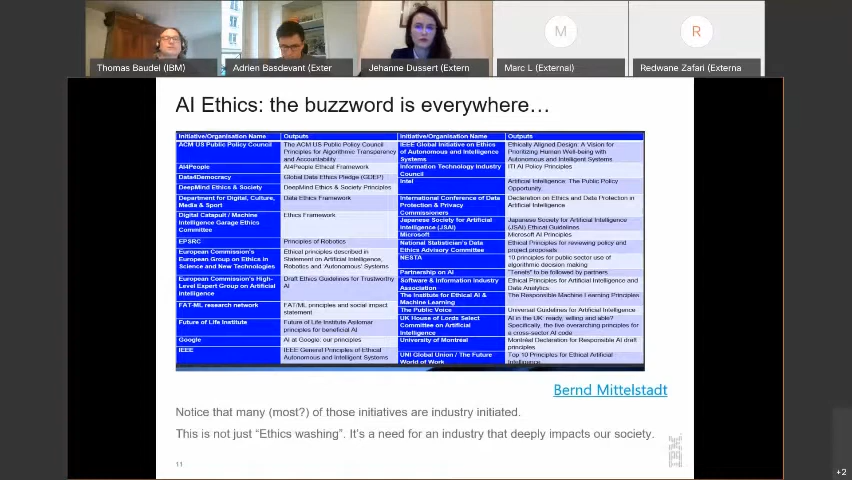 M
R
Thomas Baudel (IBM)
Adrien Basdevant (Exter
Jehanne Dussert (Extern
Marc L (External)
Redwane Zafari (Externa
AI Ethics: the buzzword is everywhere…
Initiative/Organisation Name
Outputs
ACM US Public Policy Council
The ACM US Public Policy Council
Principles for Algorithmic Transparency
and Accountability
AI4People
AI4People Ethical Framework
Data4Democracy
Global Data Ethics Pledge (GDEP)
DeepMind Ethics & Society
DeepMind Ethics & Society Principles
Department for Digital, Culture,
Media & Sport
Data Ethics Framework
Digital Catapult / Machine
Intelligence Garage Ethics
Committee
Ethics Framework
EPSRC
Principles of Robotics
European Commission's
European Group on Ethics in
Science and New Technologies
Ethical principles described in
Statement on Artificial Intelligence,
Robotics and 'Autonomous' Systems
European Commission's High-
Level Expert Group on Artificial
Intelligence
Draft Ethics Guidelines for Trustworthy
AI
FAT-ML research network
FAT/ML principles and social impact
statement
Future of Life Institute
Future of Life Institute Asilomar
principles for beneficial AI
Google
AI at Google: our principles
IEEE
IEEE General Principles of Ethical
Autonomous and Intelligent Systems
Initiative/Organisation Name
Outputs
IEEE Global Initiative on Ethics
of Autonomous and Intelligent
Systems
Ethically Aligned Design: A Vision for
Prioritizing Human Well-being with
Autonomous and Intelligent Systems
Information Technology Industry
Council
ITI AI Policy Principles
Intel
Artificial Intelligence: The Public Policy
Opportunity
International Conference of Data
Protection & Privacy
Commissioners
Declaration on Ethics and Data Protection in
Artificial Intelligence
Japanese Society for Artificial
Intelligence (JSAI)
Japanese Society for Artificial Intelligence
(JSAI) Ethical Guidelines
Microsoft
Microsoft AI Principles
National Statistician's Data
Ethics Advisory Committee
Ethical Principles for reviewing policy and
project proposals
NESTA
10 principles for public sector use of
algorithmic decision making
Partnership on AI
"Tenets" to be followed by partners
Software & Information Industry
Association
Ethical Principles for Artificial Intelligence and
Data Analytics
The Institute for Ethical AI &
Machine Learning
The Responsible Machine Learning Principles
The Public Voice
Universal Guidelines for Artificial Intelligence
UK House of Lords Select
Committee on Artificial
Intelligence
AI in the UK: ready, willing and able?
Specifically, the five overarching principles for
a cross-sector AI code
University of Montréal
Montréal Declaration for Responsible AI draft
principles
UNI Global Union / The Future
World of Work
Top 10 Principles for Ethical Artificial
Intelligence
Bernd Mittelstadt
Notice that many (most?) of those initiatives are industry initiated.
This is not just “Ethics washing”. It’s a need for an industry that deeply impacts our society.
11
IBM
+2